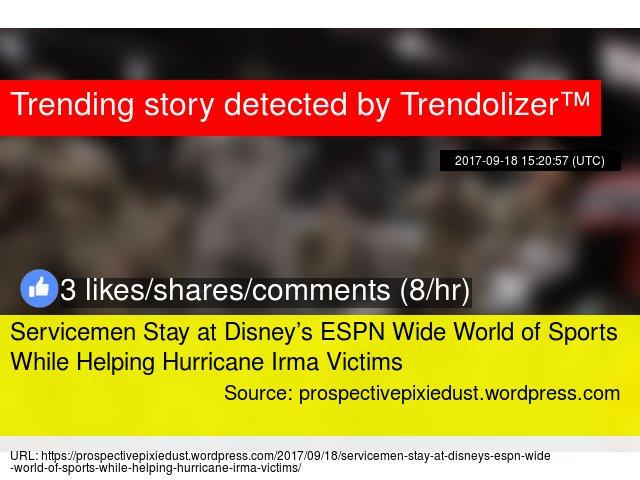 Trending story detected by Trendolizer™
2017-09-18 15:20:57 (UTC)
3 likes/shares/comments (8/hr)
Servicemen Stay at Disney’s ESPN Wide World of Sports
While Helping Hurricane Irma Victims
Source: prospectivepixiedust.wordpress.com
URL: https://prospectivepixiedust.wordpress.com/2017/09/18/servicemen-stay-at-disneys-espn-wide
-world-of-sports-while-helping-hurricane-irma-victims/